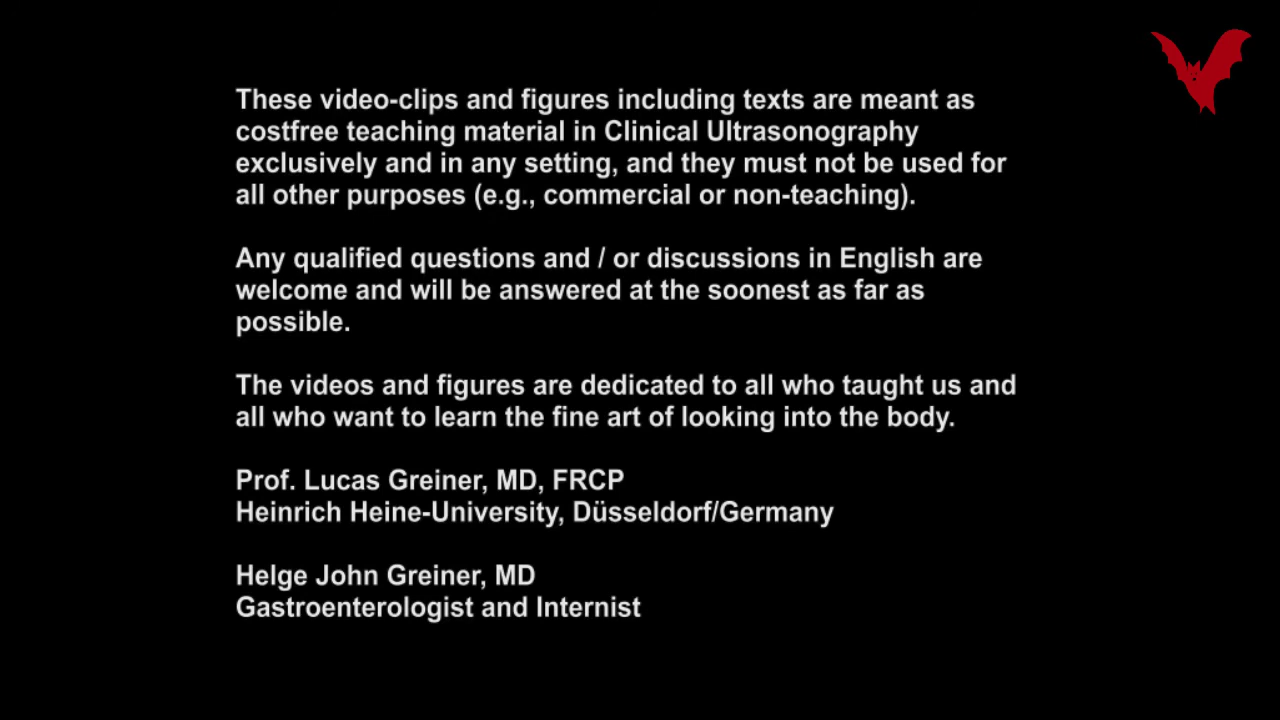 These video-clips and figures including texts are meant as
costfree teaching material in Clinical Ultrasonography
exclusively and in any setting, and they must not be used for
all other purposes (e.g., commercial or non-teaching).
Any qualified questions and / or discussions in English are
welcome and will be answered at the soonest as far as
possible.
The videos and figures are dedicated to all who taught us and
all who want to learn the fine art of looking into the body.
Prof. Lucas Greiner, MD, FRCP
Heinrich Heine-University, Düsseldorf/Germany
Helge John Greiner, MD
Gastroenterologist and Internist